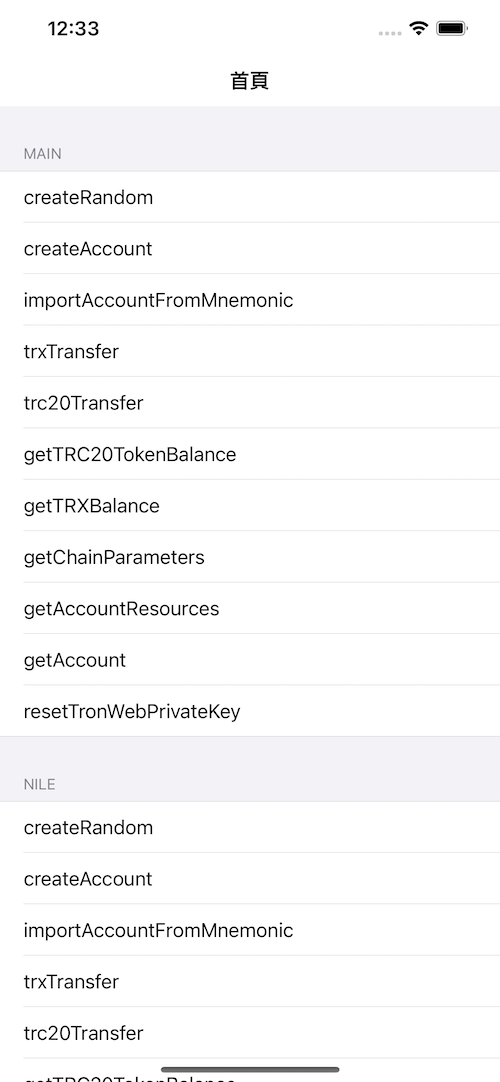 12:33
首頁
MAIN
createRandom
createAccount
importAccountFromMnemonic
trxTransfer
trc20Transfer
getTRC20TokenBalance
getTRXBalance
getChainParameters
getAccountResources
getAccount
resetTronWebPrivateKey
NILE
createRandom
createAccount
importAccountFromMnemonic
trxTransfer
trc20Transfer
getTRC20TokenBalance